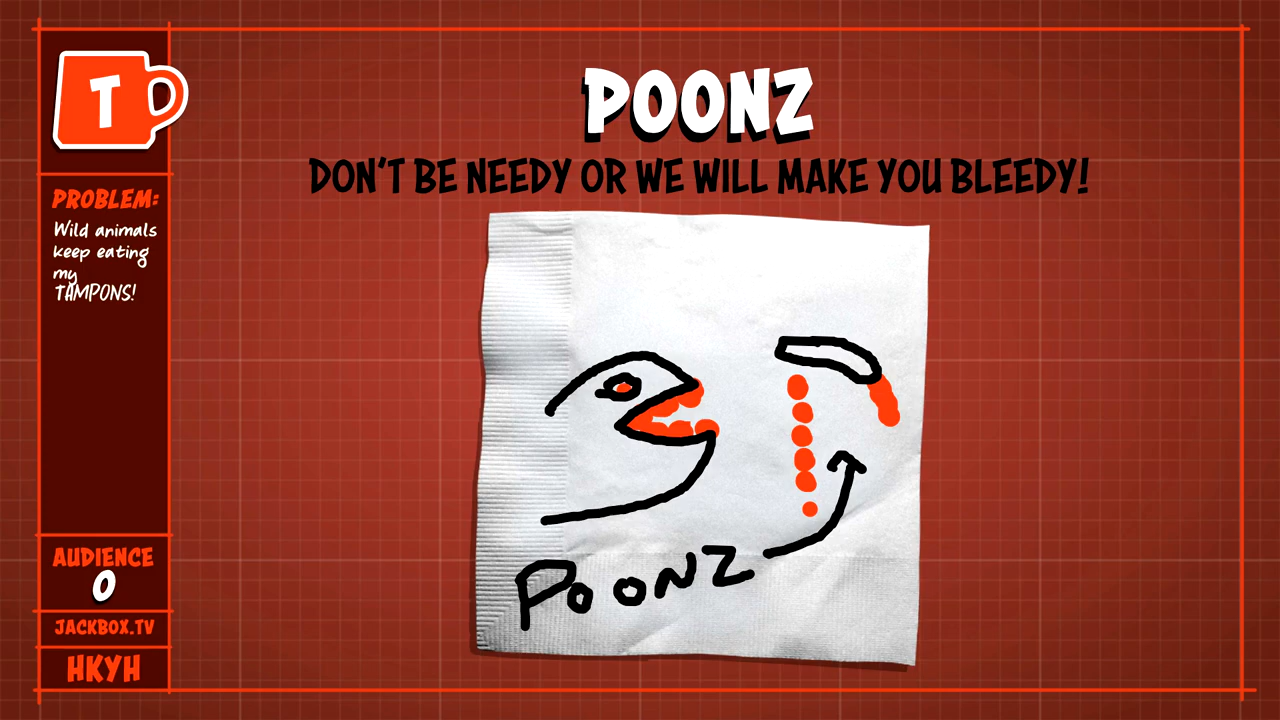 T
POONZ
DON'T BE NEEDY OR WE WILL MAKE YOU BLEEDY!
PROBLEM:
Wild animals
keep eating
my
TAMPONS!
POONZ
AUDIENCE
0
JACKBOX.TV
HKYH